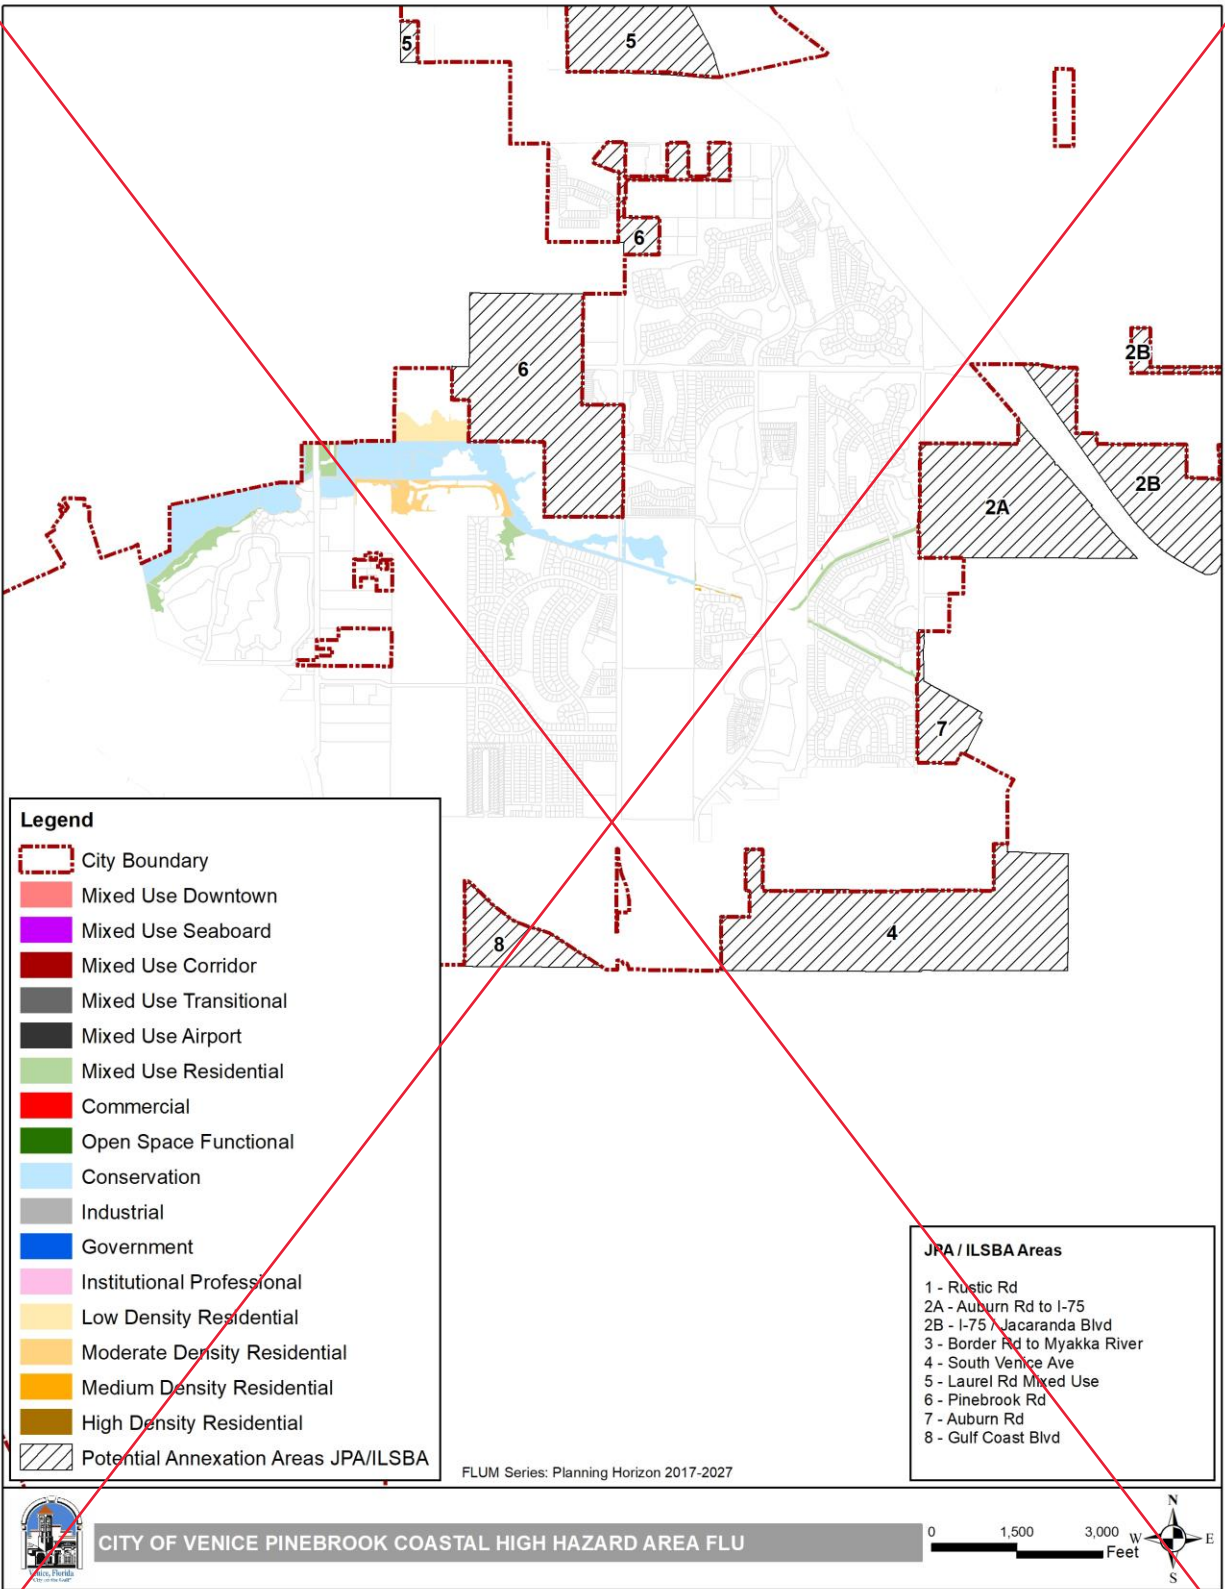 5
5
6
6
2B
2B
2A
7
4
8
Legend
City Boundary
Mixed Use Downtown
Mixed Use Seaboard
Mixed Use Corridor
Mixed Use Transitional
Mixed Use Airport
Mixed Use Residential
Commercial
Open Space Functional
Conservation
Industrial
Government
Institutional Professional
Low Density Residential
Moderate Density Residential
Medium Density Residential
High Density Residential
Potential Annexation Areas JPA/ILSBA
FLUM Series: Planning Horizon 2017-2027
JPA / ILSBA Areas
1 - Rustic Rd
2A - Auburn Rd to I-75
2B - I-75 / Jacaranda Blvd
3 - Border Rd to Myakka River
4 - South Venice Ave
5 - Laurel Rd Mixed Use
6 - Pinebrook Rd
7 - Auburn Rd
8 - Gulf Coast Blvd
Venice, Florida
"City on the Gulf"
CITY OF VENICE PINEBROOK COASTAL HIGH HAZARD AREA FLU
0 1,500 3,000
Feet
N
W E
S